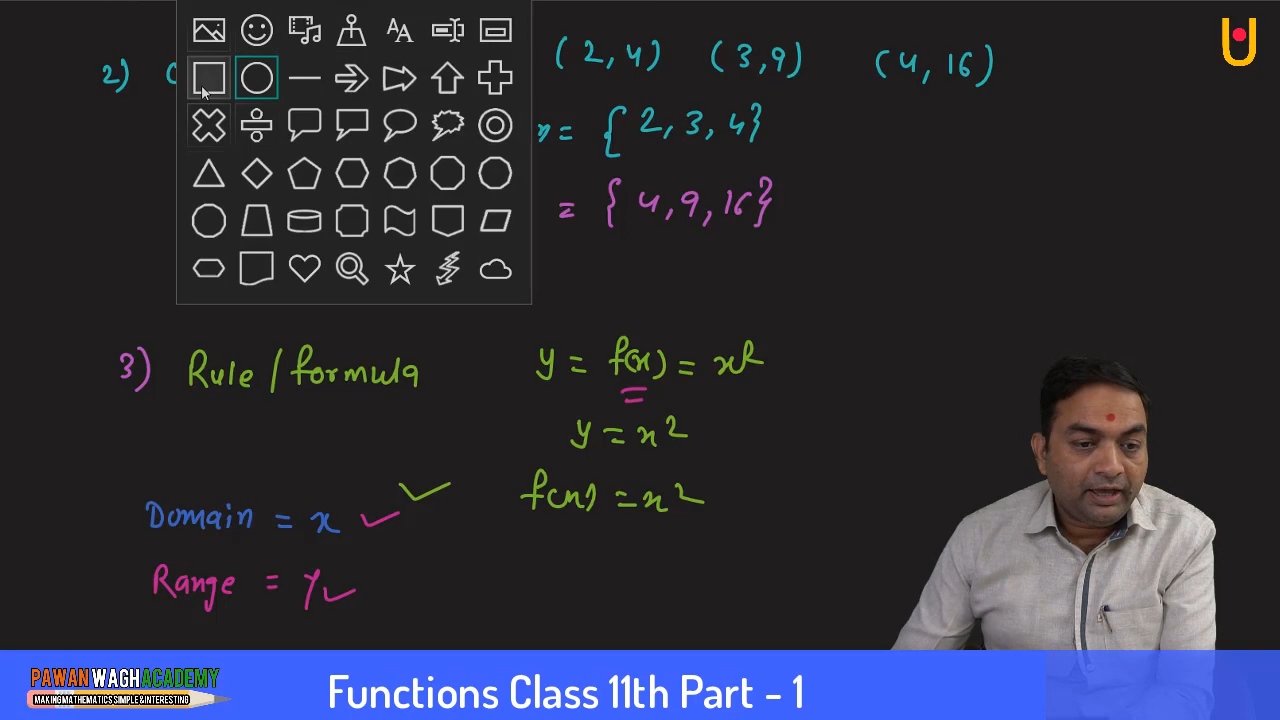 2) (2,4) (3,9) (4,16)
= { 2, 3, 4}
= { 4, 9, 16}
3) Rule / formula y = f(x) = x²
y = x²
f(x) = x²
Domain = x
Range = y
PAWAN WAGH ACADEMY
MAKING MATHEMATICS SIMPLE & INTERESTING
Functions Class 11th Part - 1